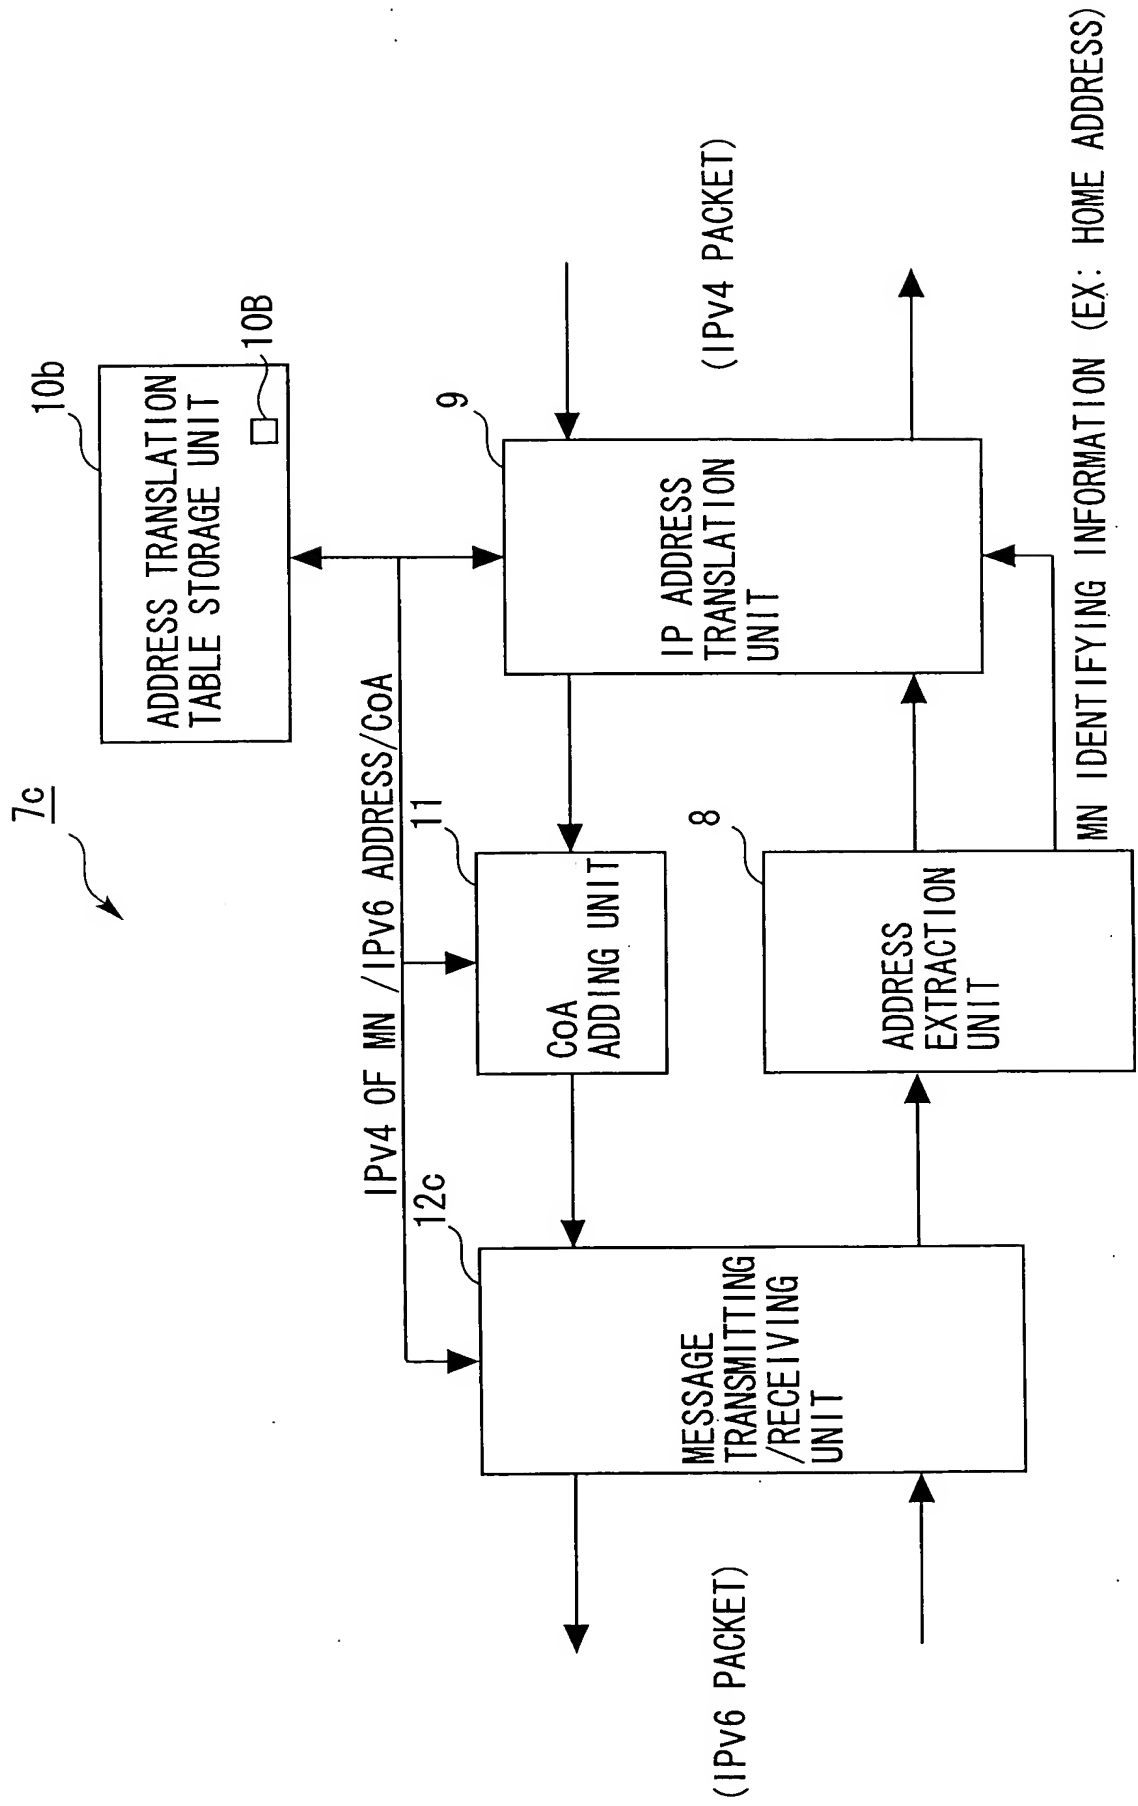 7c
10b
ADDRESS TRANSLATION
TABLE STORAGE UNIT
10B
IPv4 OF MN /IPv6 ADDRESS/CoA
12c
MESSAGE
TRANSMITTING
/RECEIVING
UNIT
11
CoA
ADDING UNIT
9
IP ADDRESS
TRANSLATION
UNIT
8
ADDRESS
EXTRACTION
UNIT
(IPv6 PACKET)
(IPv4 PACKET)
MN IDENTIFYING INFORMATION (EX: HOME ADDRESS)